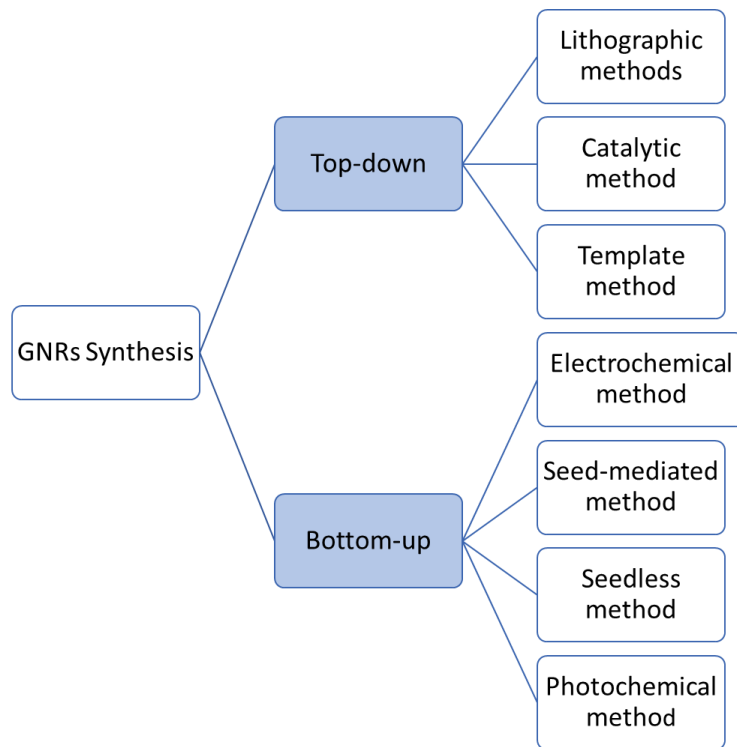 Lithographic
methods
Top-down
Catalytic
method
Template
method
GNRs Synthesis
Electrochemical
method
Seed-mediated
method
Bottom-up
Seedless
method
Photochemical
method